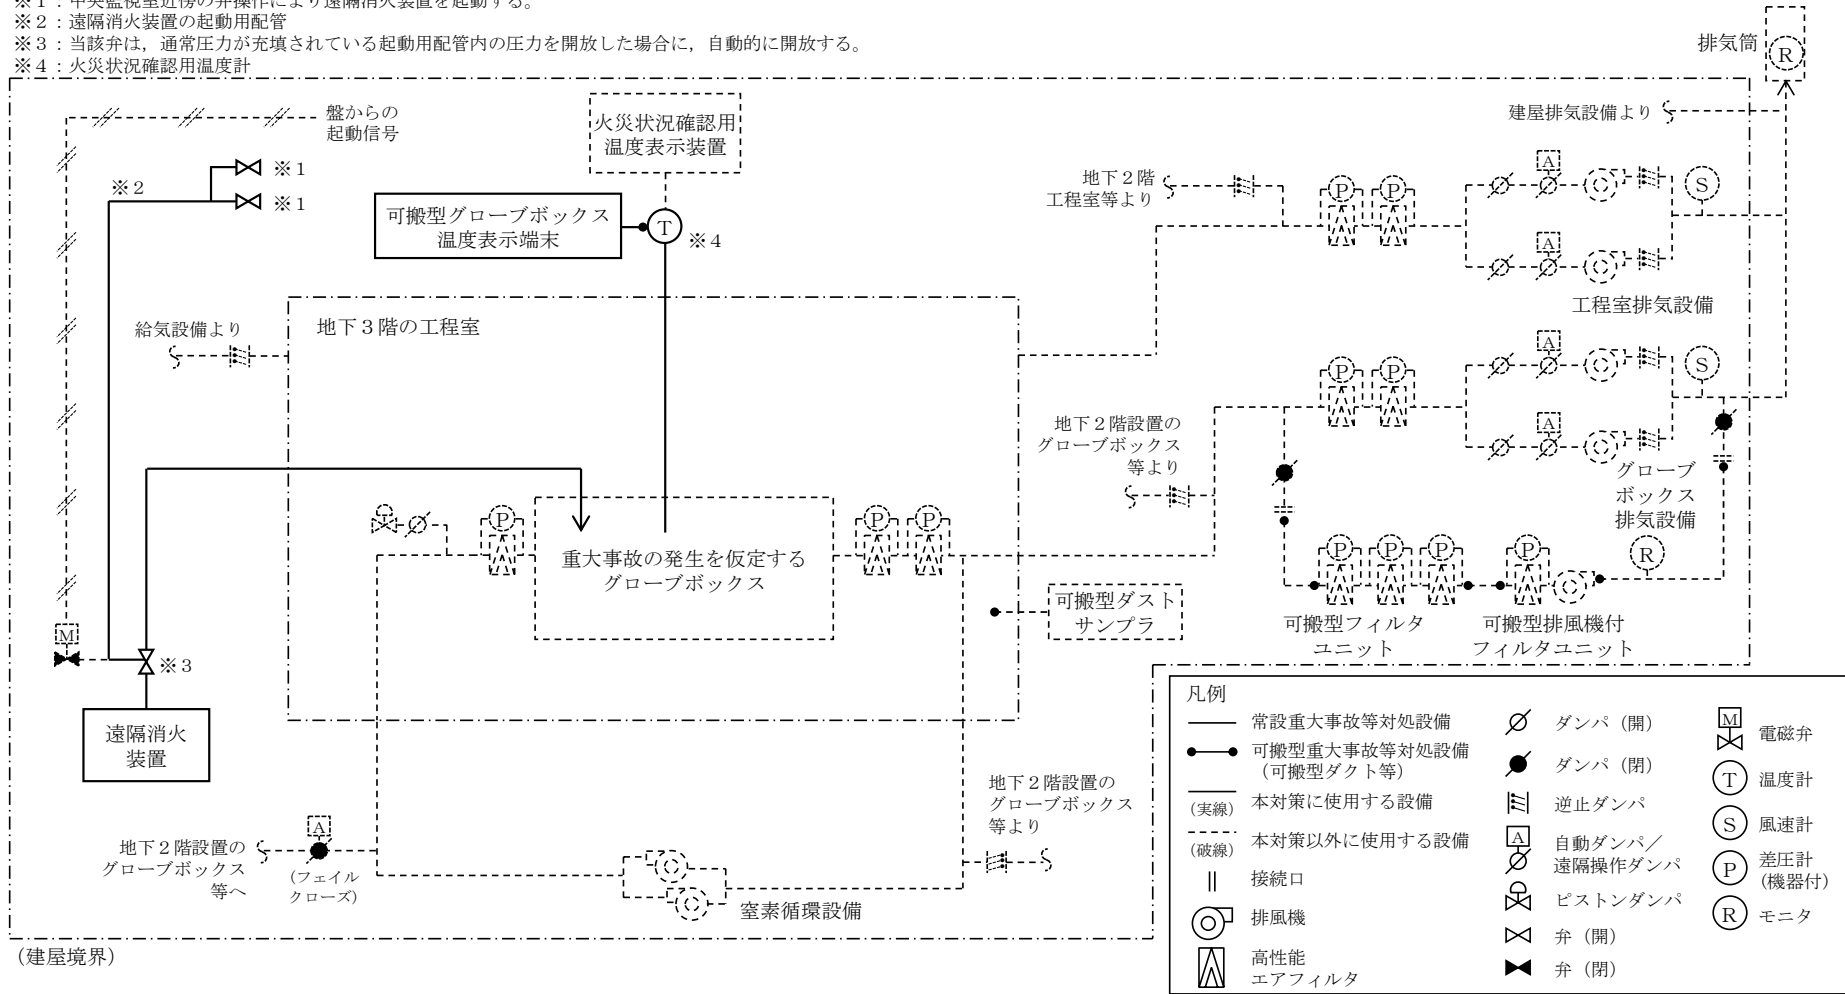 ※１：中央監視室近傍の弁操作により遠隔消火装置を起動する。
※２：遠隔消火装置の起動用配管
※３：当該弁は，通常圧力が充填されている起動用配管内の圧力を開放した場合に，自動的に開放する。
※４：火災状況確認用温度計
排気筒
R
盤からの
起動信号
火災状況確認用
温度表示装置
建屋排気設備より
※１
※２
※１
可搬型グローブボックス
温度表示端末
T
※４
地下２階
工程室等より
P
P
A
S
A
工程室排気設備
給気設備より
地下３階の工程室
P
P
A
S
A
地下２階設置の
グローブボックス
等より
グローブ
ボックス
排気設備
P
重大事故の発生を仮定する
グローブボックス
P
P
P
P
P
P
R
可搬型フィルタ
ユニット
可搬型排風機付
フィルタユニット
可搬型ダスト
サンプラ
M
※３
遠隔消火
装置
地下２階設置の
グローブボックス
等へ
A
（フェイル
クローズ）
窒素循環設備
地下２階設置の
グローブボックス
等より
（建屋境界）
凡例
常設重大事故等対処設備
可搬型重大事故等対処設備
（可搬型ダクト等）
（実線）
本対策に使用する設備
（破線）
本対策以外に使用する設備
接続口
排風機
高性能
エアフィルタ
ダンパ（開）
ダンパ（閉）
逆止ダンパ
A
自動ダンパ／
遠隔操作ダンパ
ピストンダンパ
弁（開）
弁（閉）
M
電磁弁
T
温度計
S
風速計
P
差圧計
（機器付）
R
モニタ